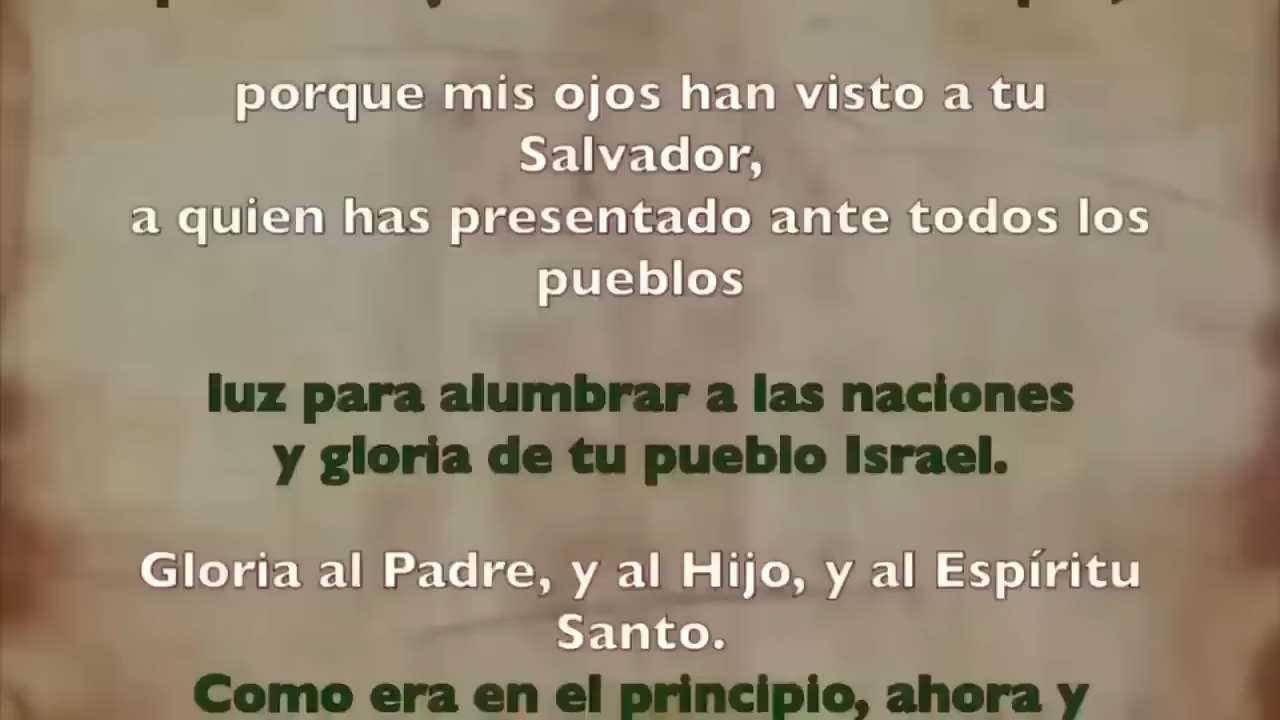 porque mis ojos han visto a tu
Salvador,
a quien has presentado ante todos los
pueblos
luz para alumbrar a las naciones
y gloria de tu pueblo Israel.
Gloria al Padre, y al Hijo, y al Espíritu
Santo.
Como era en el principio, ahora y